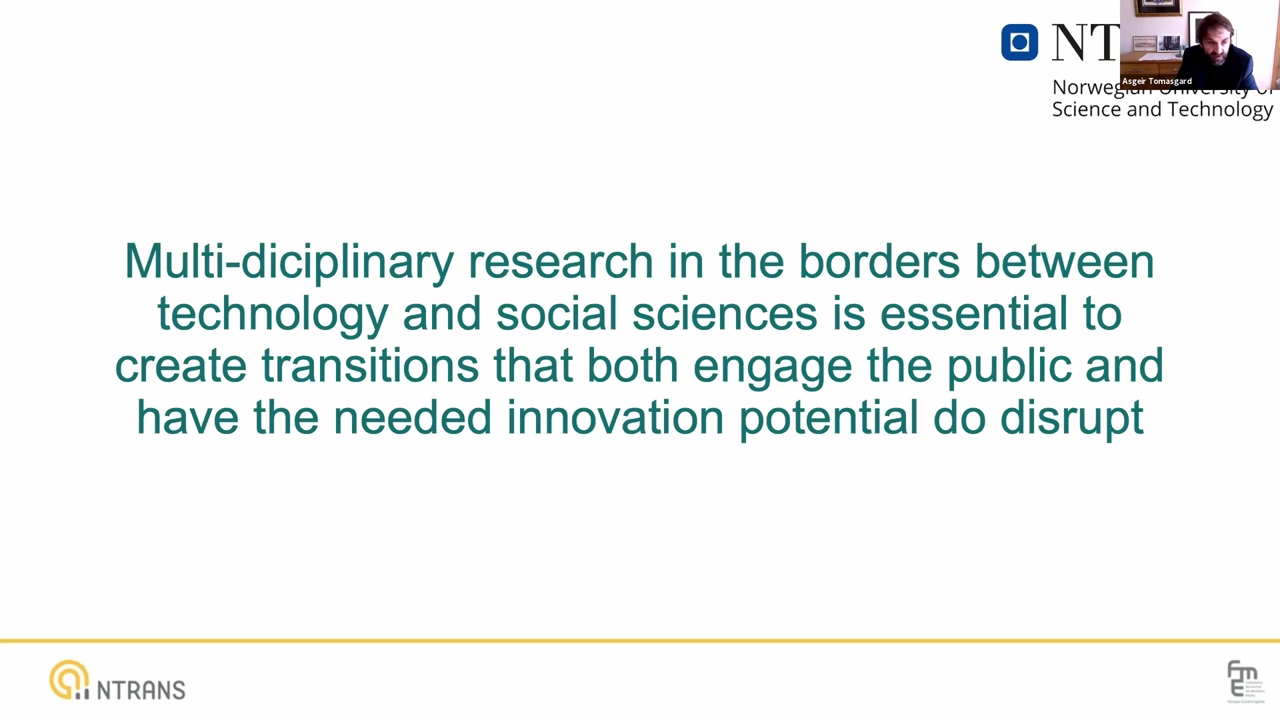 NT
Asgeir Tomasgard
Norwegian University of
Science and Technology
Multi-diciplinary research in the borders between
technology and social sciences is essential to
create transitions that both engage the public and
have the needed innovation potential do disrupt
NTRANS
FME